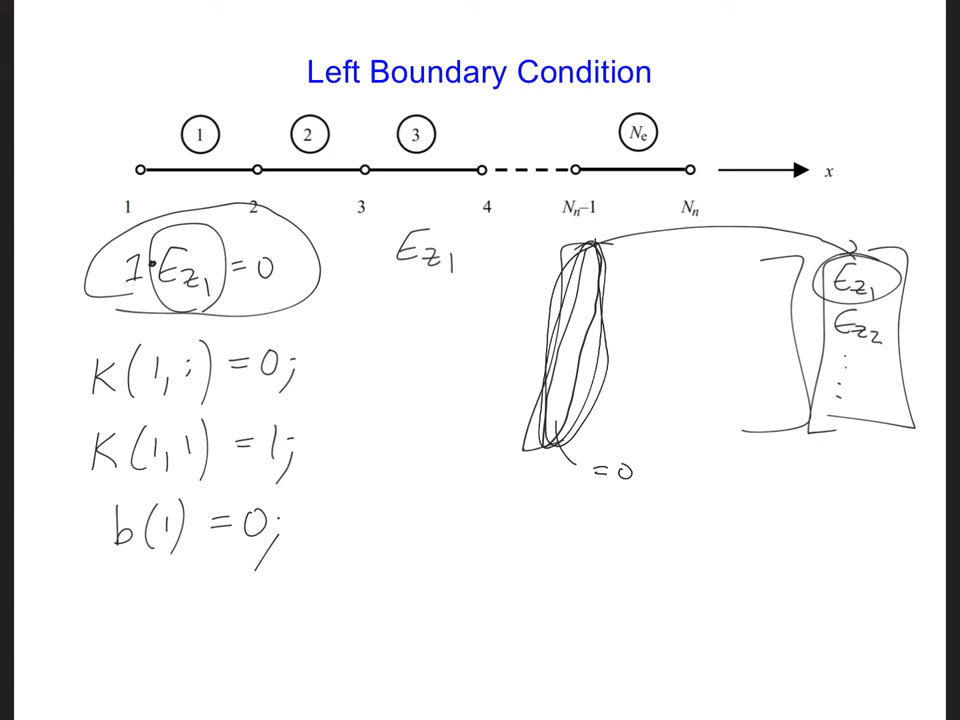 Left Boundary Condition
1 2 3 Ne
x
1 2 3 4 Nn–1 Nn
1·Ez1 = 0
Ez1
Ez1
Ez2
⋮
K(1,:) = 0;
K(1,1) = 1;
= 0
b(1) = 0;